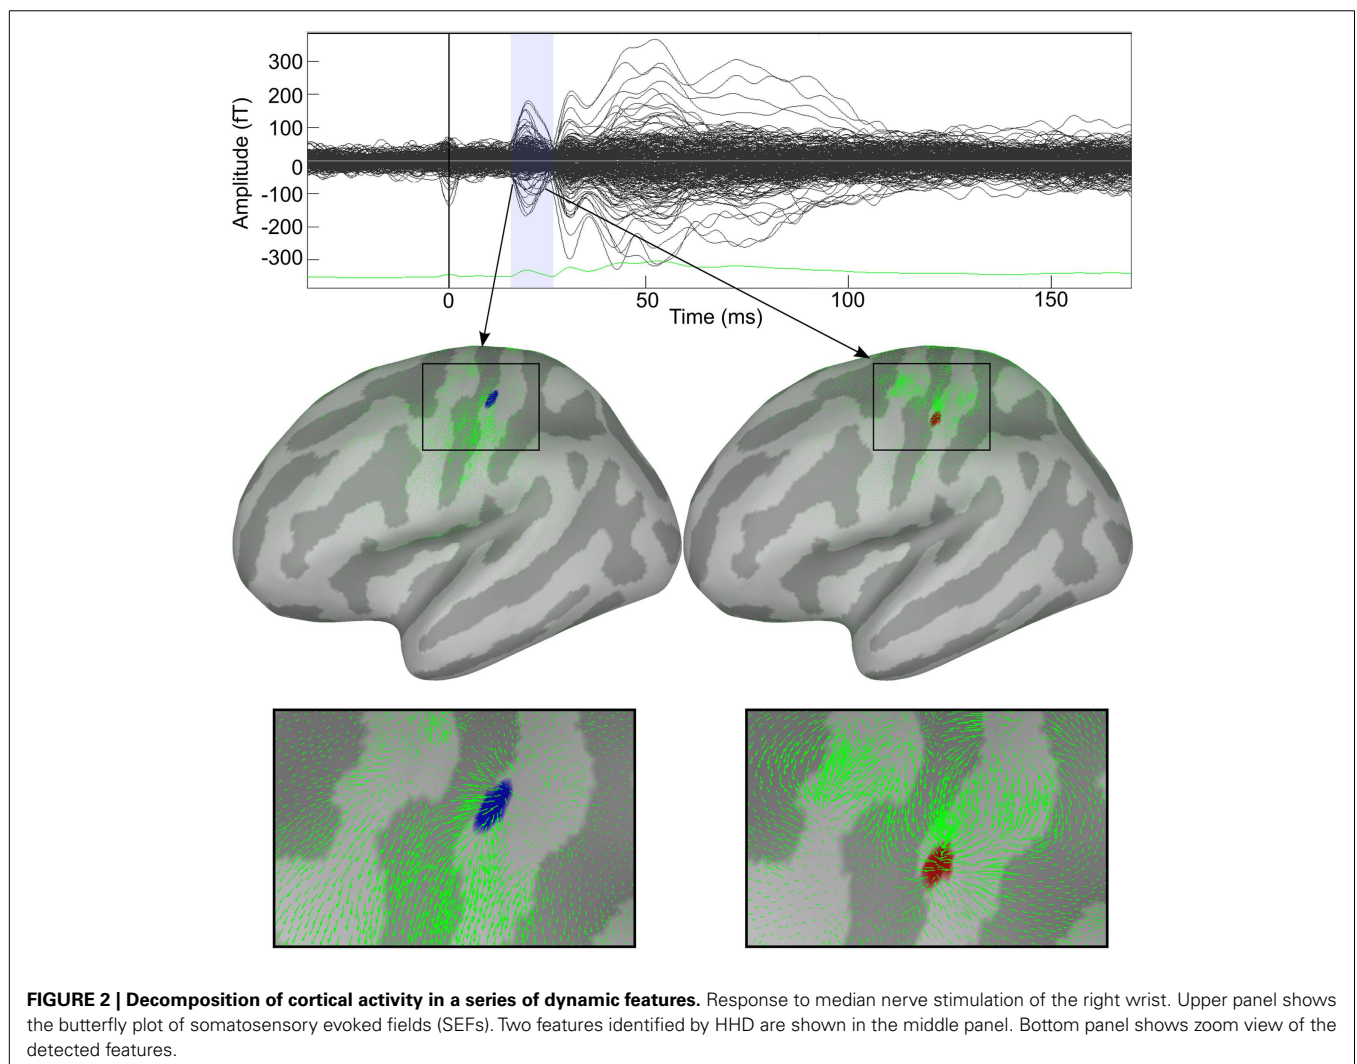 300
200
100
0
-100
-200
-300
Amplitude (fT)
0
50
100
150
Time (ms)
FIGURE 2 | Decomposition of cortical activity in a series of dynamic features. Response to median nerve stimulation of the right wrist. Upper panel shows
the butterfly plot of somatosensory evoked fields (SEFs). Two features identified by HHD are shown in the middle panel. Bottom panel shows zoom view of the
detected features.